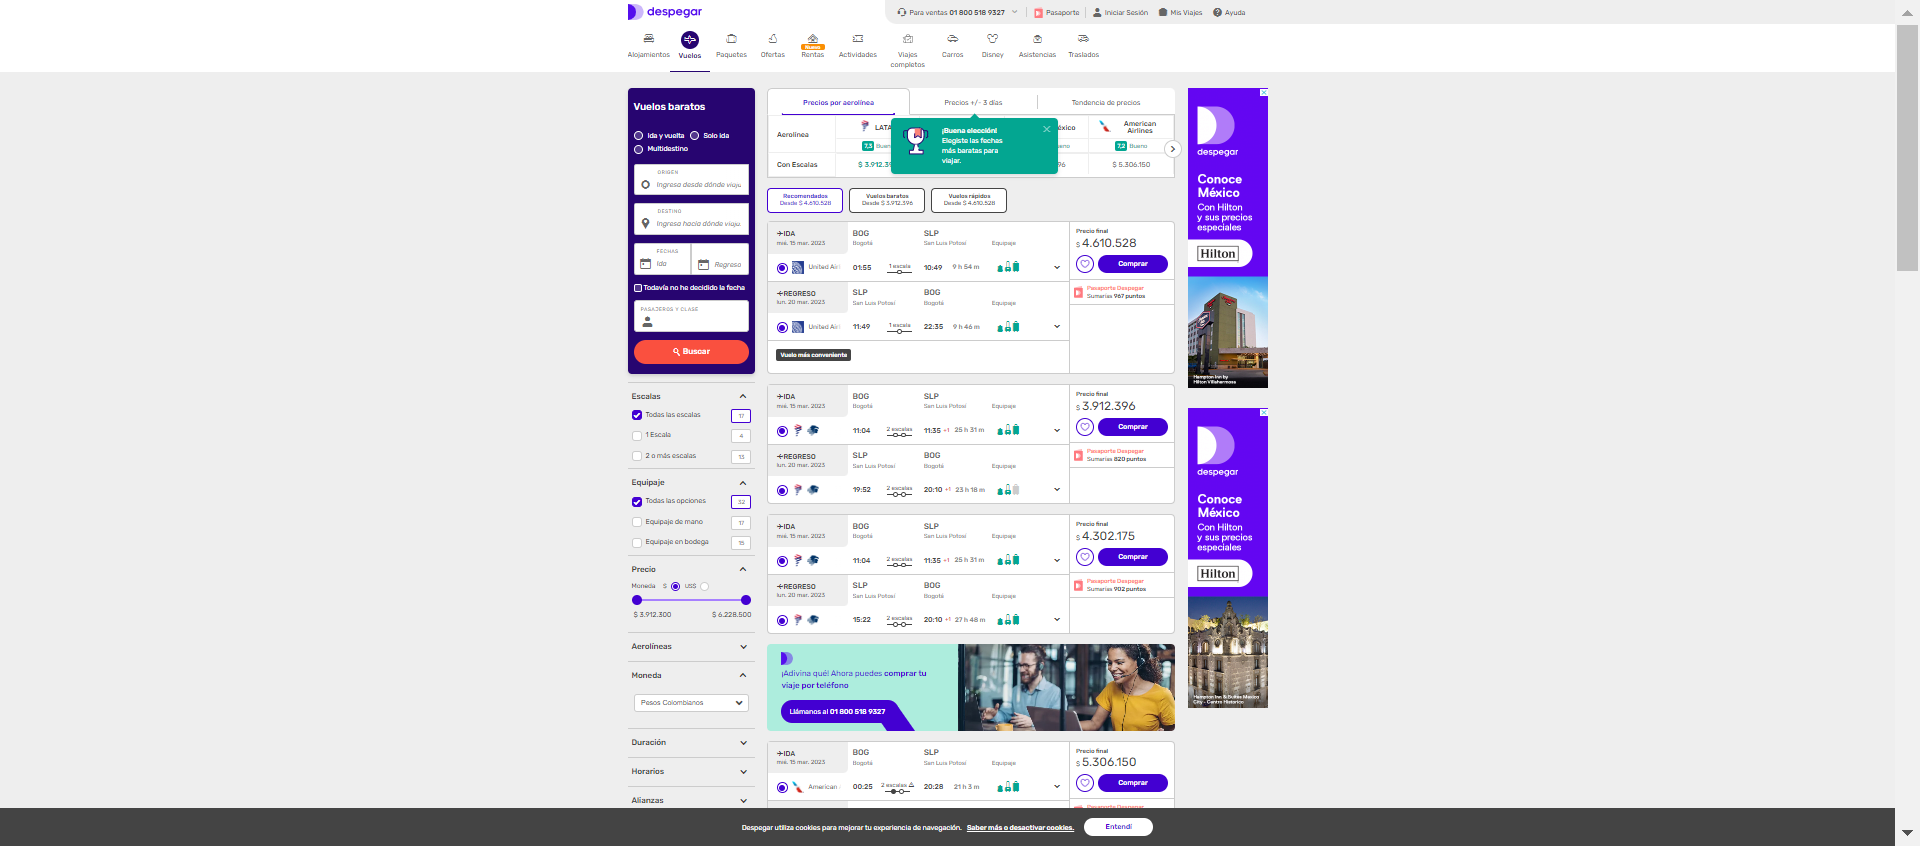 despegar
Para ventas 01 800 518 9327
Pasaporte
Iniciar Sesión
Mis Viajes
Ayuda
Alojamientos
Vuelos
Paquetes
Ofertas
Nuevo
Rentas
Actividades
Viajes
completos
Carros
Disney
Asistencias
Traslados
Vuelos baratos
Ida y vuelta
Solo ida
Multidestino
ORIGEN
Ingresa desde dónde viaja
DESTINO
Ingresa hacia dónde viaja
FECHAS
Ida
Regreso
Todavía no he decidido la fecha
PASAJEROS Y CLASE
Buscar
Escalas
Todas las escalas 17
1 Escala 4
2 o más escalas 13
Equipaje
Todas las opciones 32
Equipaje de mano 17
Equipaje en bodega 15
Precio
Moneda $ US$
$ 3.912.300 $ 6.228.500
Aerolíneas
Moneda
Pesos Colombianos
Duración
Horarios
Alianzas
Precios por aerolínea
Precios +/- 3 días
Tendencia de precios
Aerolínea
LATA
éxico
American
Airlines
7,3 Buen
ueno
7,2 Bueno
Con Escalas
$ 3.912.39
96
$ 5.306.150
¡Buena elección!
Elegiste las fechas
más baratas para
viajar.
Recomendados
Desde $ 4.610.528
Vuelos baratos
Desde $ 3.912.396
Vuelos rápidos
Desde $ 4.610.528
IDA BOG SLP
mié. 15 mar. 2023 Bogotá San Luis Potosí Equipaje
United Air 01:55 1 escala 10:49 9 h 54 m
REGRESO SLP BOG
lun. 20 mar. 2023 San Luis Potosí Bogotá Equipaje
United Air 11:49 1 escala 22:35 9 h 46 m
Vuelo más conveniente
Precio final
$ 4.610.528
Comprar
Pasaporte Despegar
Sumarías 967 puntos
IDA BOG SLP
mié. 15 mar. 2023 Bogotá San Luis Potosí Equipaje
11:04 2 escalas 11:35 +1 25 h 31 m
REGRESO SLP BOG
lun. 20 mar. 2023 San Luis Potosí Bogotá Equipaje
19:52 2 escalas 20:10 +1 23 h 18 m
Precio final
$ 3.912.396
Comprar
Pasaporte Despegar
Sumarías 820 puntos
IDA BOG SLP
mié. 15 mar. 2023 Bogotá San Luis Potosí Equipaje
11:04 2 escalas 11:35 +1 25 h 31 m
REGRESO SLP BOG
lun. 20 mar. 2023 San Luis Potosí Bogotá Equipaje
15:22 2 escalas 20:10 +1 27 h 48 m
Precio final
$ 4.302.175
Comprar
Pasaporte Despegar
Sumarías 902 puntos
¡Adivina qué! Ahora puedes comprar tu
viaje por teléfono
Llámanos al 01 800 518 9327
IDA BOG SLP
mié. 15 mar. 2023 Bogotá San Luis Potosí Equipaje
American 00:25 2 escalas 20:28 21 h 3 m
Precio final
$ 5.306.150
Comprar
Pasaporte Despegar
despegar
Conoce
México
Con Hilton
y sus precios
especiales
Hilton
Hampton Inn by
Hilton Villahermosa
despegar
Conoce
México
Con Hilton
y sus precios
especiales
Hilton
Hampton Inn & Suites Mexico
City - Centro Historico
Despegar utiliza cookies para mejorar tu experiencia de navegación. Saber más o desactivar cookies.
Entendí